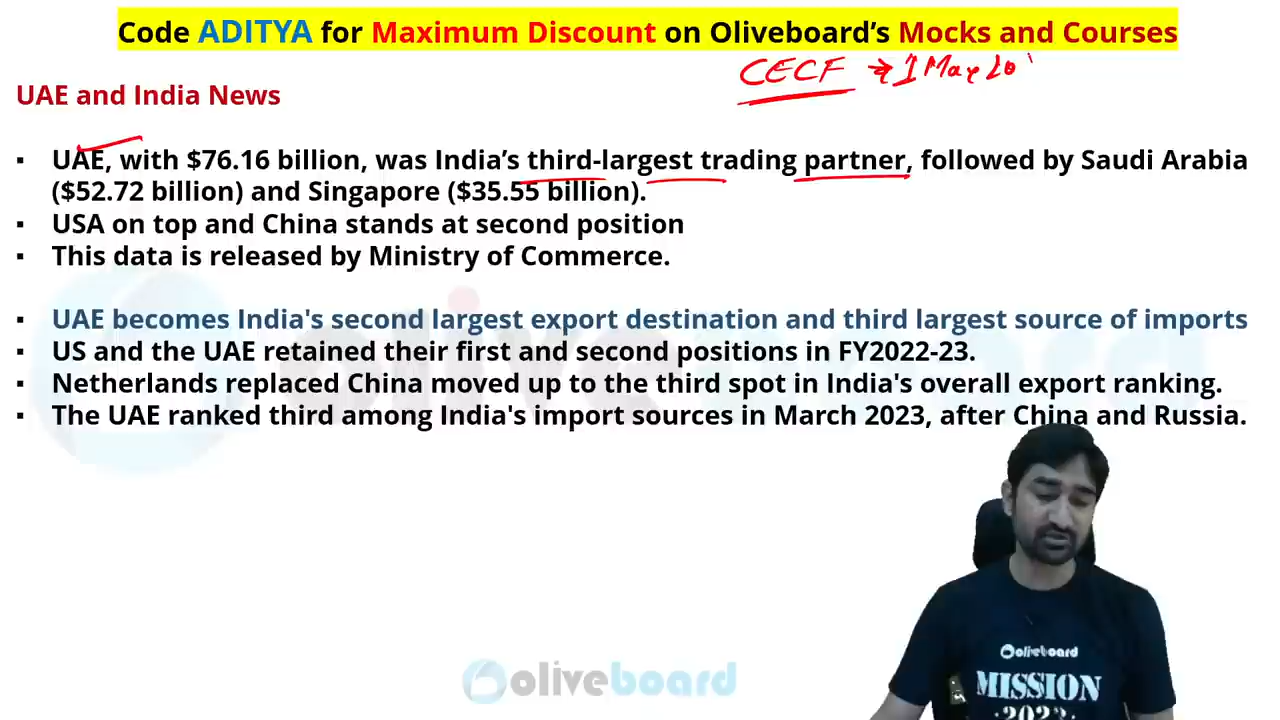 Code ADITYA for Maximum Discount on Oliveboard's Mocks and Courses
CECF → 1 May 20
UAE and India News
▪ UAE, with $76.16 billion, was India's third-largest trading partner, followed by Saudi Arabia
($52.72 billion) and Singapore ($35.55 billion).
▪ USA on top and China stands at second position
▪ This data is released by Ministry of Commerce.
▪ UAE becomes India's second largest export destination and third largest source of imports
▪ US and the UAE retained their first and second positions in FY2022-23.
▪ Netherlands replaced China moved up to the third spot in India's overall export ranking.
▪ The UAE ranked third among India's import sources in March 2023, after China and Russia.
oliveboard
MISSION
oliveboard